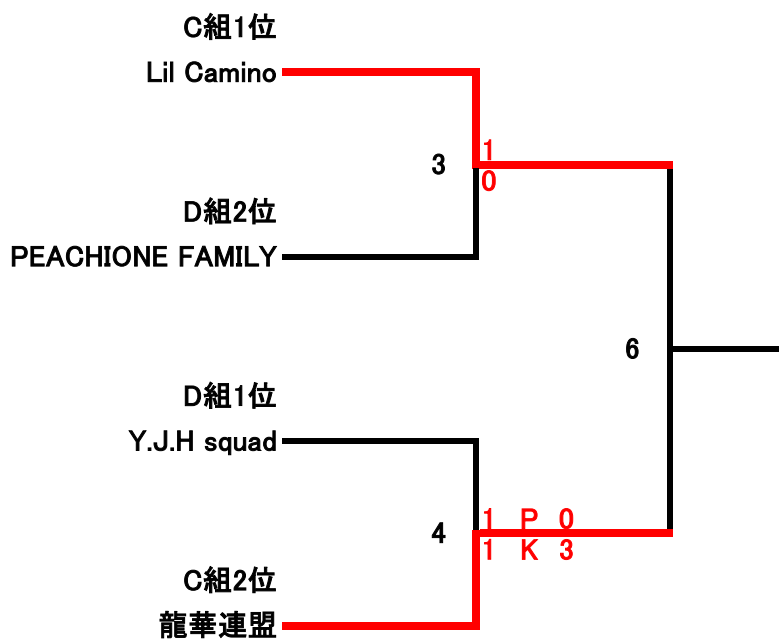 C組1位
Lil Camino
3
1
0
D組2位
PEACHIONE FAMILY
6
D組1位
Y.J.H squad
4
1 P 0
1 K 3
C組2位
龍華連盟